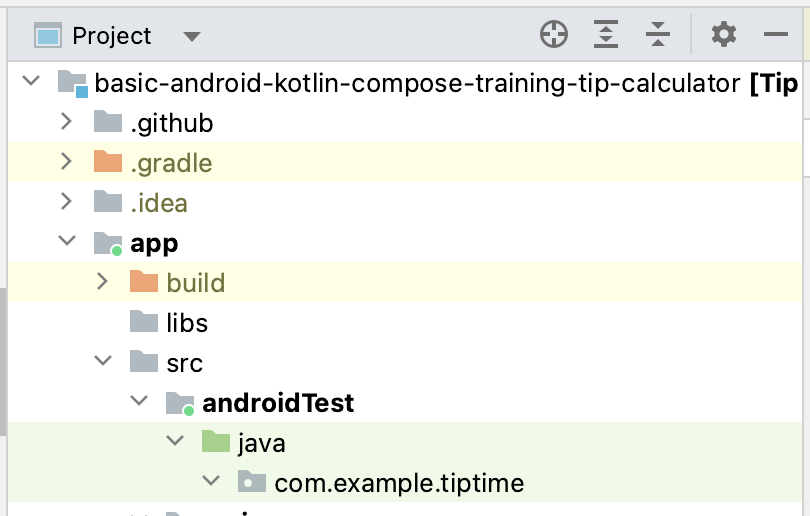 Project
basic-android-kotlin-compose-training-tip-calculator [Tip
.github
.gradle
.idea
app
build
libs
src
androidTest
java
com.example.tiptime